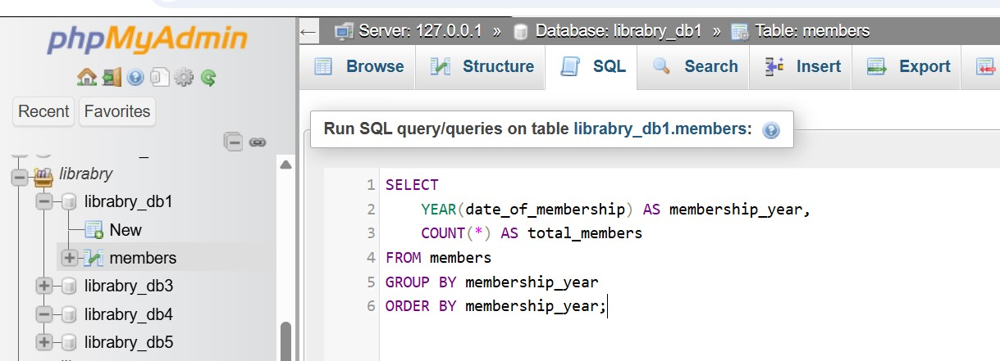 phpMyAdmin
Recent Favorites
librabry
librabry_db1
New
members
librabry_db3
librabry_db4
librabry_db5
Server: 127.0.0.1 » Database: librabry_db1 » Table: members
Browse Structure SQL Search Insert Export
Run SQL query/queries on table librabry_db1.members:
1 SELECT
2 YEAR(date_of_membership) AS membership_year,
3 COUNT(*) AS total_members
4 FROM members
5 GROUP BY membership_year
6 ORDER BY membership_year;